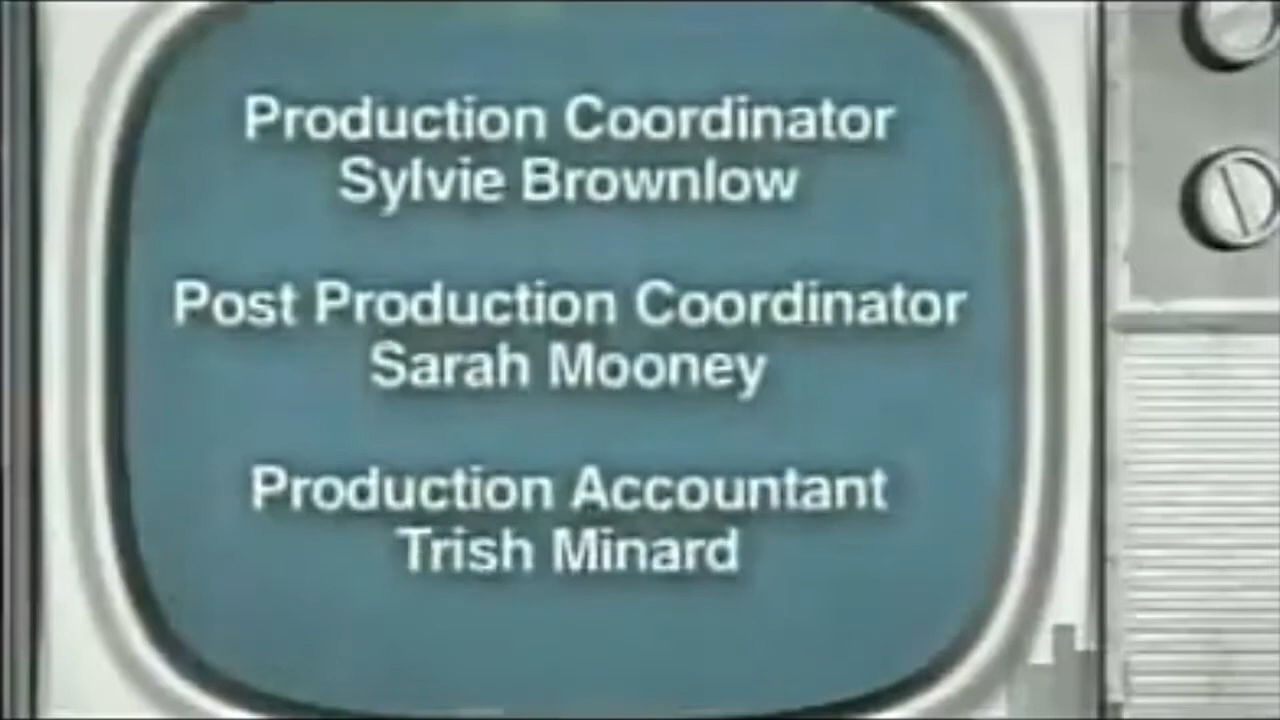 Production Coordinator
Sylvie Brownlow
Post Production Coordinator
Sarah Mooney
Production Accountant
Trish Minard